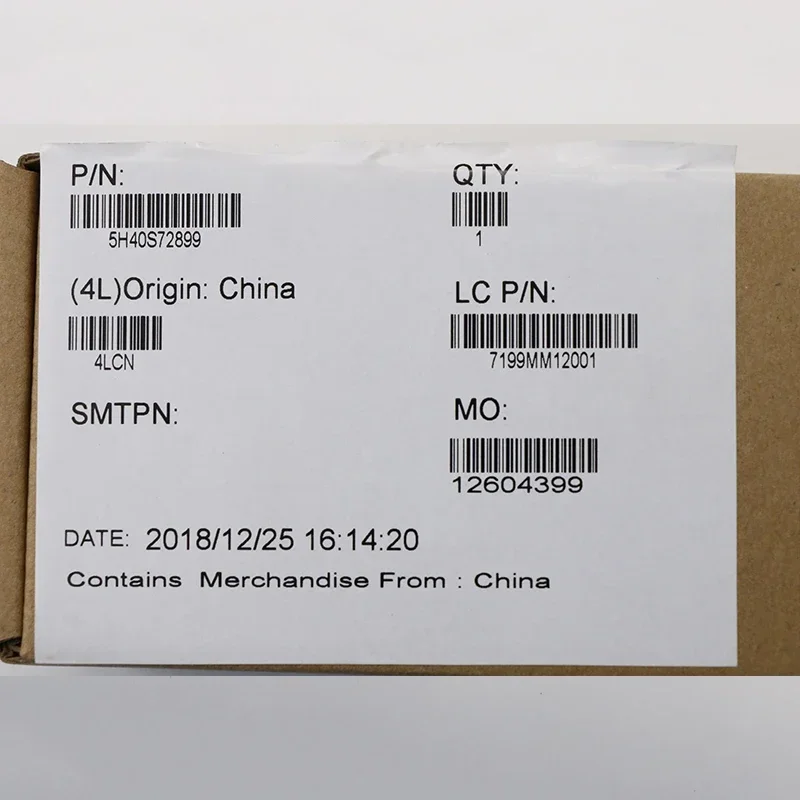 P/N:
5H40S72899
QTY:
1
(4L)Origin: China
4LCN
LC P/N:
7199MM12001
SMTPN:
MO:
12604399
DATE: 2018/12/25 16:14:20
Contains Merchandise From : China